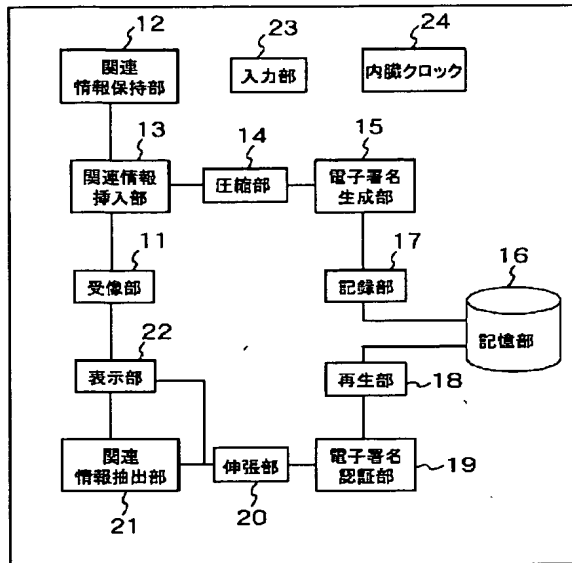 12
関連
情報保持部
23
入力部
24
内臓クロック
13
関連情報
挿入部
14
圧縮部
15
電子署名
生成部
11
受像部
17
記録部
16
記憶部
22
表示部
再生部
18
関連
情報抽出部
21
伸張部
20
電子署名
認証部
19